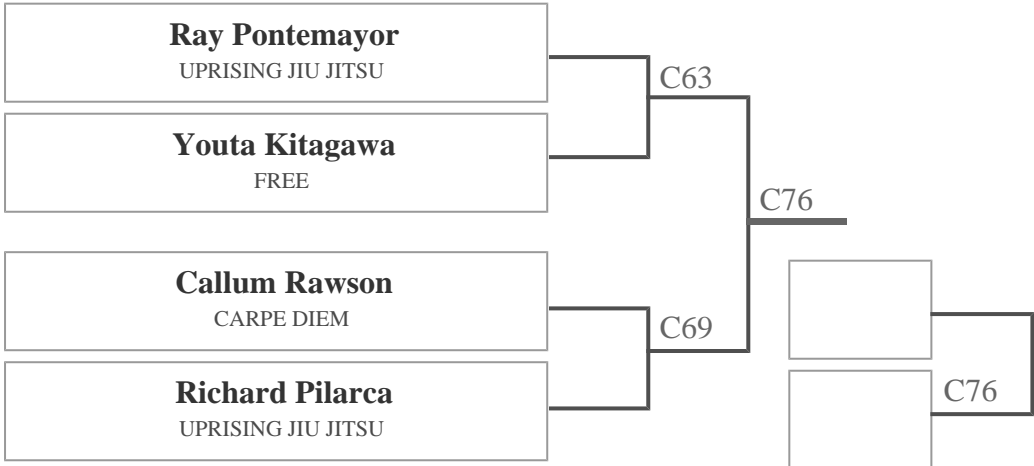 Ray Pontemayor
UPRISING JIU JITSU
C63
Youta Kitagawa
FREE
C76
Callum Rawson
CARPE DIEM
C69
Richard Pilarca
UPRISING JIU JITSU
C76